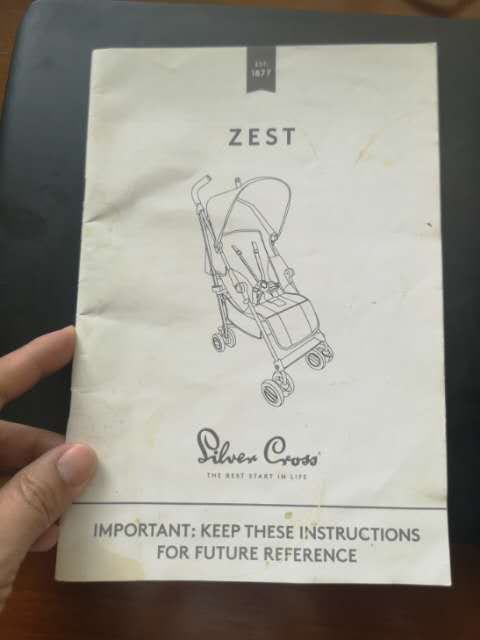 EST.
1877
ZEST
Silver Cross
THE BEST START IN LIFE
IMPORTANT: KEEP THESE INSTRUCTIONS
FOR FUTURE REFERENCE